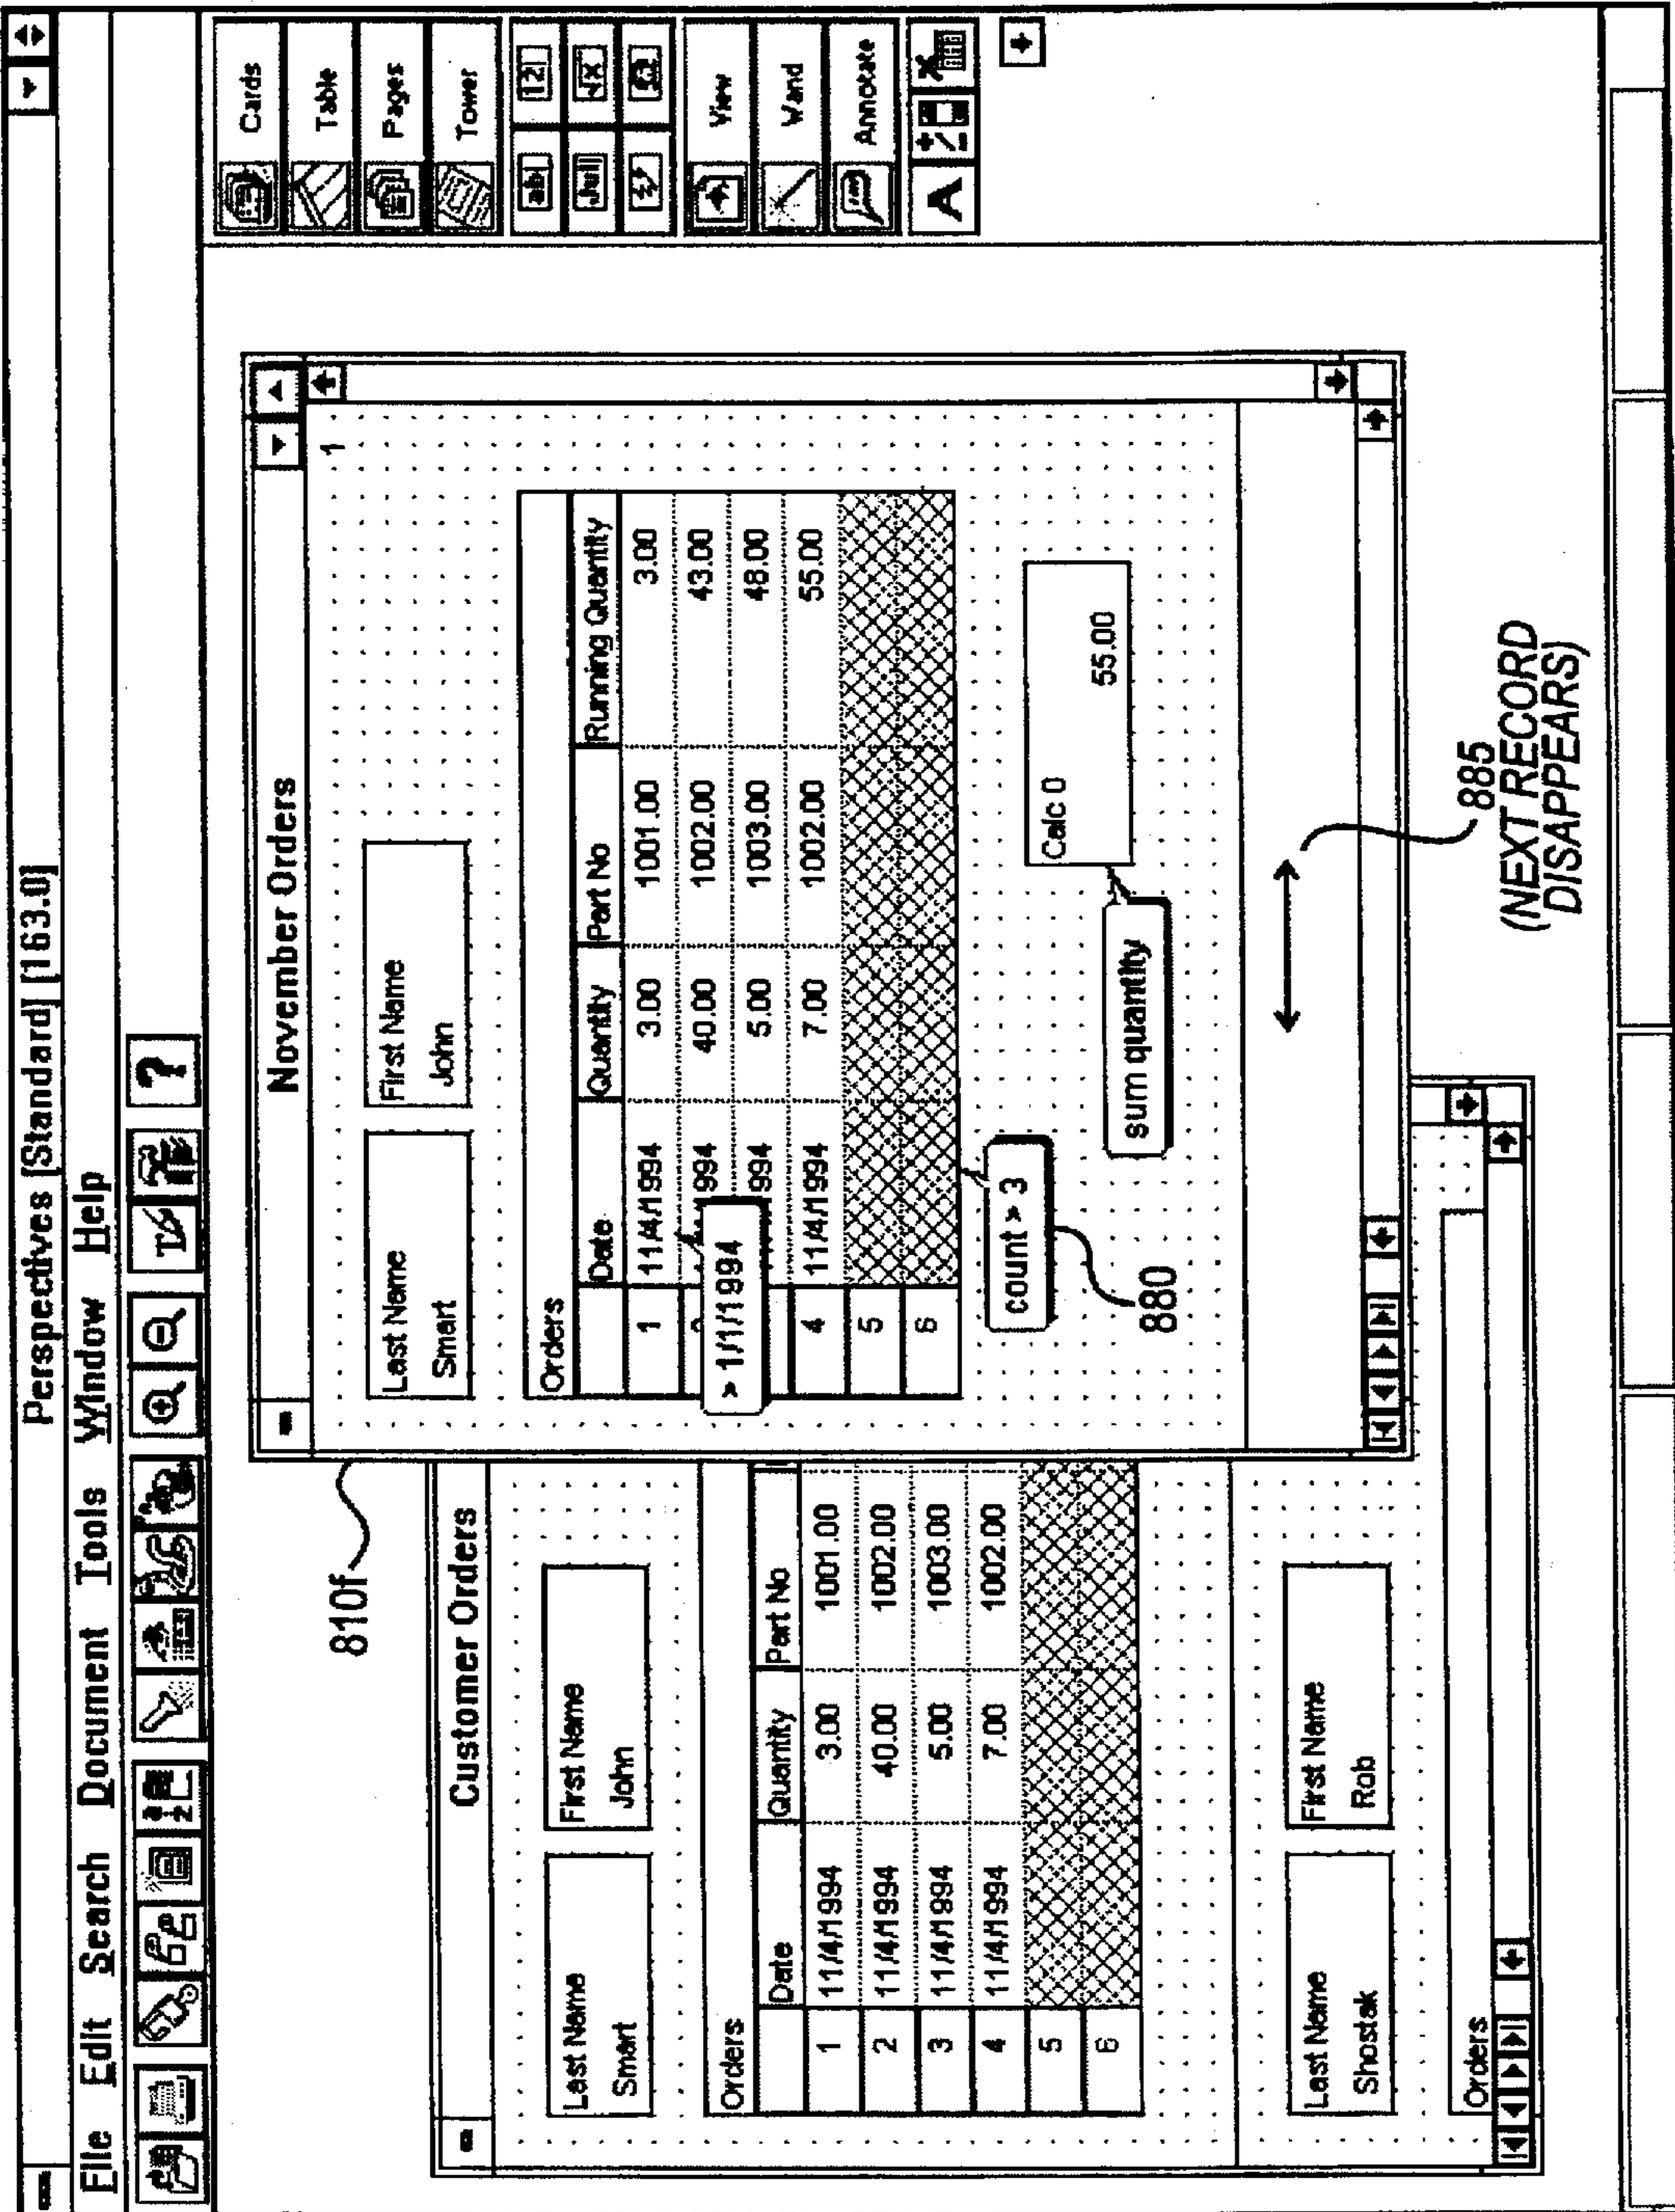 Perspectives [Standard] [163.0]
File Edit Search Document Tools Window Help
?
Cards
Table
Pages
Tower
ab 12
View
Wand
Annotate
A
810f
November Orders
1
Last Name First Name
Smart John
Orders
Date Quantity Part No Running Quantity
1 11/4/1994 3.00 1001.00 3.00
994 40.00 1002.00 43.00
994 5.00 1003.00 48.00
4 11/4/1994 7.00 1002.00 55.00
5
6
> 1/1/1994
count > 3
880
sum quantity
Calc 0
55.00
885
(NEXT RECORD
DISAPPEARS)
Customer Orders
Last Name First Name
Smart John
Orders
Date Quantity Part No
1 11/4/1994 3.00 1001.00
2 11/4/1994 40.00 1002.00
3 11/4/1994 5.00 1003.00
4 11/4/1994 7.00 1002.00
5
6
Last Name First Name
Shostak Rob
Orders